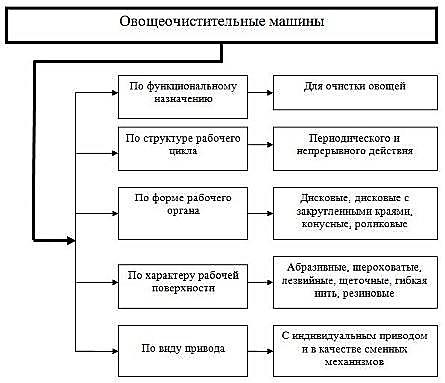 Овощеочистительные машины
По функциональному
назначению
Для очистки овощей
По структуре рабочего
цикла
Периодического и
непрерывного действия
По форме рабочего
органа
Дисковые, дисковые с
закругленными краями,
конусные, роликовые
По характеру рабочей
поверхности
Абразивные, шероховатые,
лезвийные, щеточные, гибкая
нить, резиновые
По виду привода
С индивидуальным приводом
и в качестве сменных
механизмов